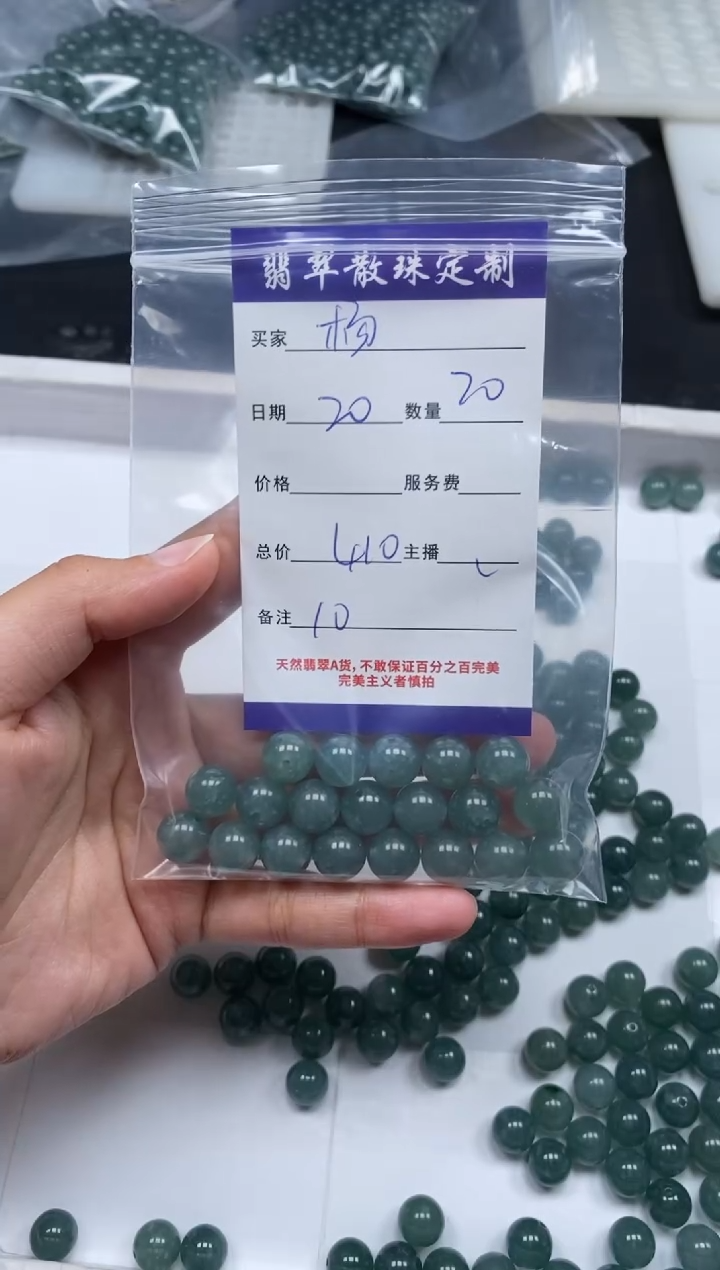 翡翠散珠定制
买家 杨
日期 20 数量 20
价格 服务费
总价 410 主播
备注 10
天然翡翠A货，不敢保证百分之百完美
完美主义者慎拍